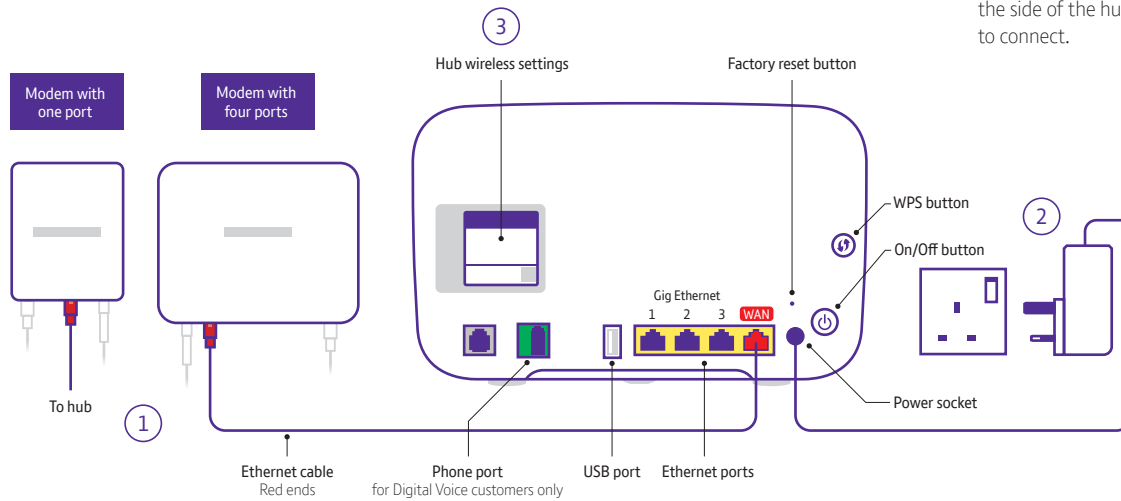 the side of the hu
to connect.
3
Hub wireless settings
Factory reset button
Modem with
one port
Modem with
four ports
WPS button
2
On/Off button
Gig Ethernet
1 2 3 WAN
To hub
1
Power socket
Ethernet cable
Red ends
Phone port
for Digital Voice customers only
USB port
Ethernet ports